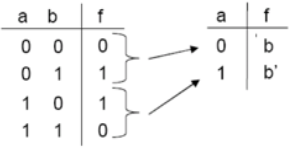 a b f
0 0 0
0 1 1
1 0 1
1 1 0
a f
0 b
1 b'